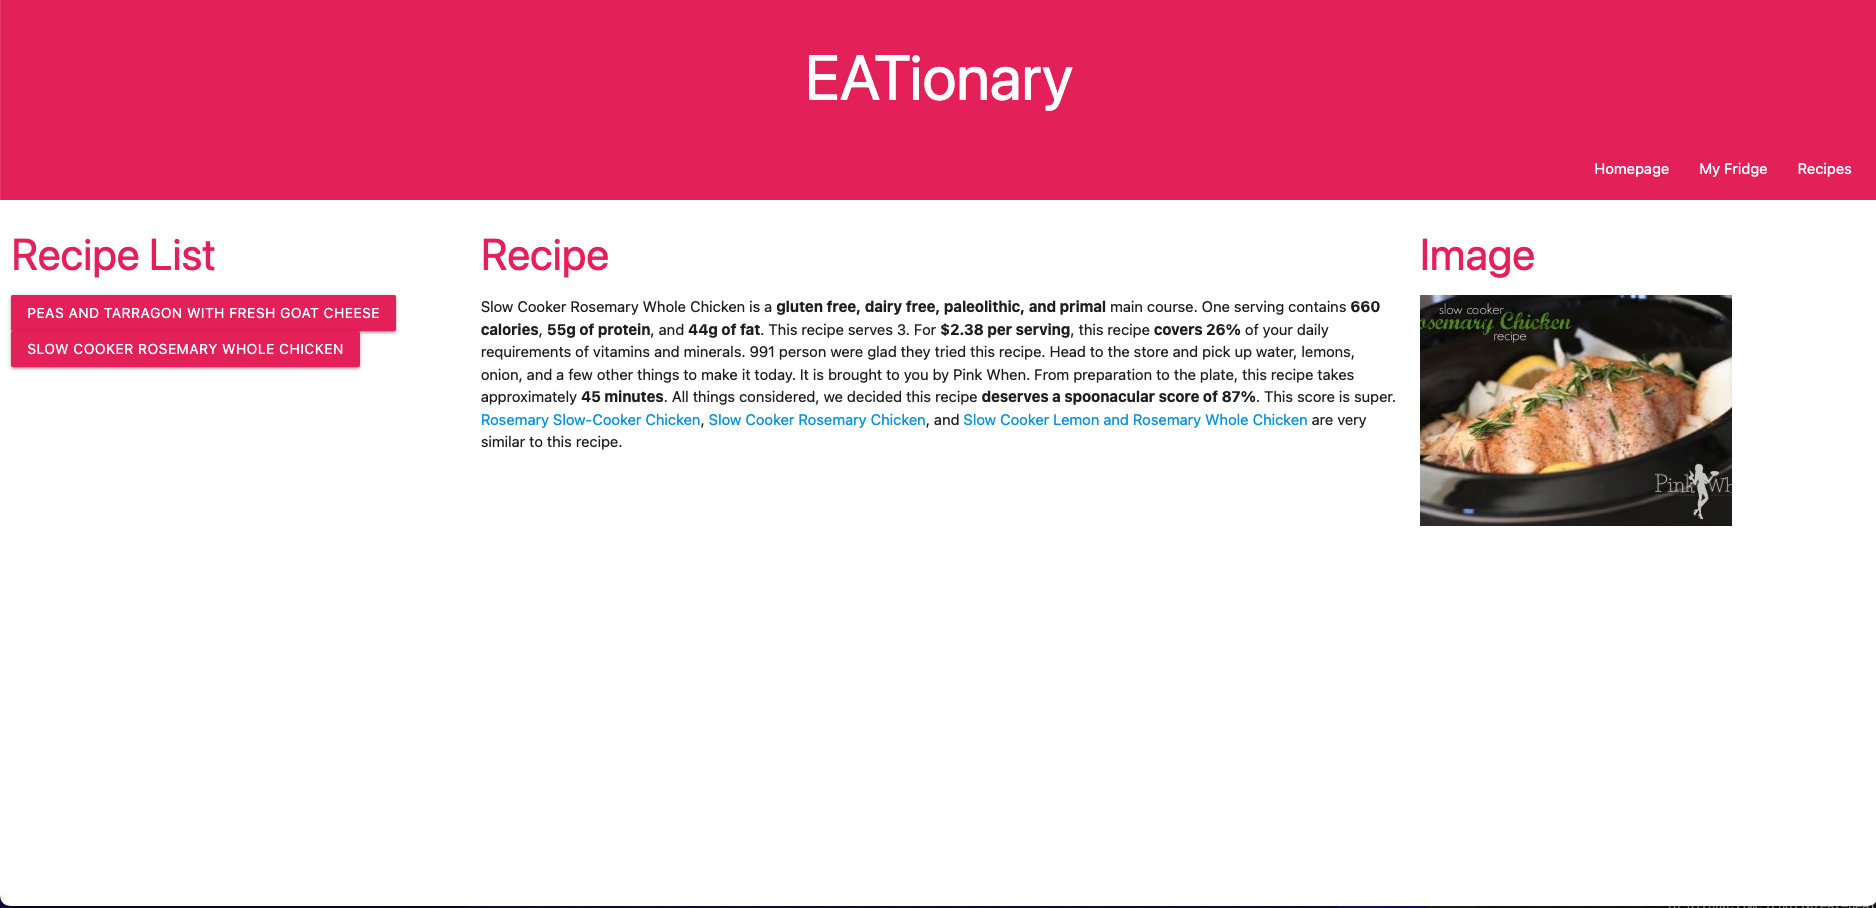 EATionary
Homepage My Fridge Recipes
Recipe List
PEAS AND TARRAGON WITH FRESH GOAT CHEESE
SLOW COOKER ROSEMARY WHOLE CHICKEN
Recipe
Slow Cooker Rosemary Whole Chicken is a gluten free, dairy free, paleolithic, and primal main course. One serving contains 660
calories, 55g of protein, and 44g of fat. This recipe serves 3. For $2.38 per serving, this recipe covers 26% of your daily
requirements of vitamins and minerals. 991 person were glad they tried this recipe. Head to the store and pick up water, lemons,
onion, and a few other things to make it today. It is brought to you by Pink When. From preparation to the plate, this recipe takes
approximately 45 minutes. All things considered, we decided this recipe deserves a spoonacular score of 87%. This score is super.
Rosemary Slow-Cooker Chicken, Slow Cooker Rosemary Chicken, and Slow Cooker Lemon and Rosemary Whole Chicken are very
similar to this recipe.
Image
slow cooker
osemary Chicken
recipe
Pink Wh